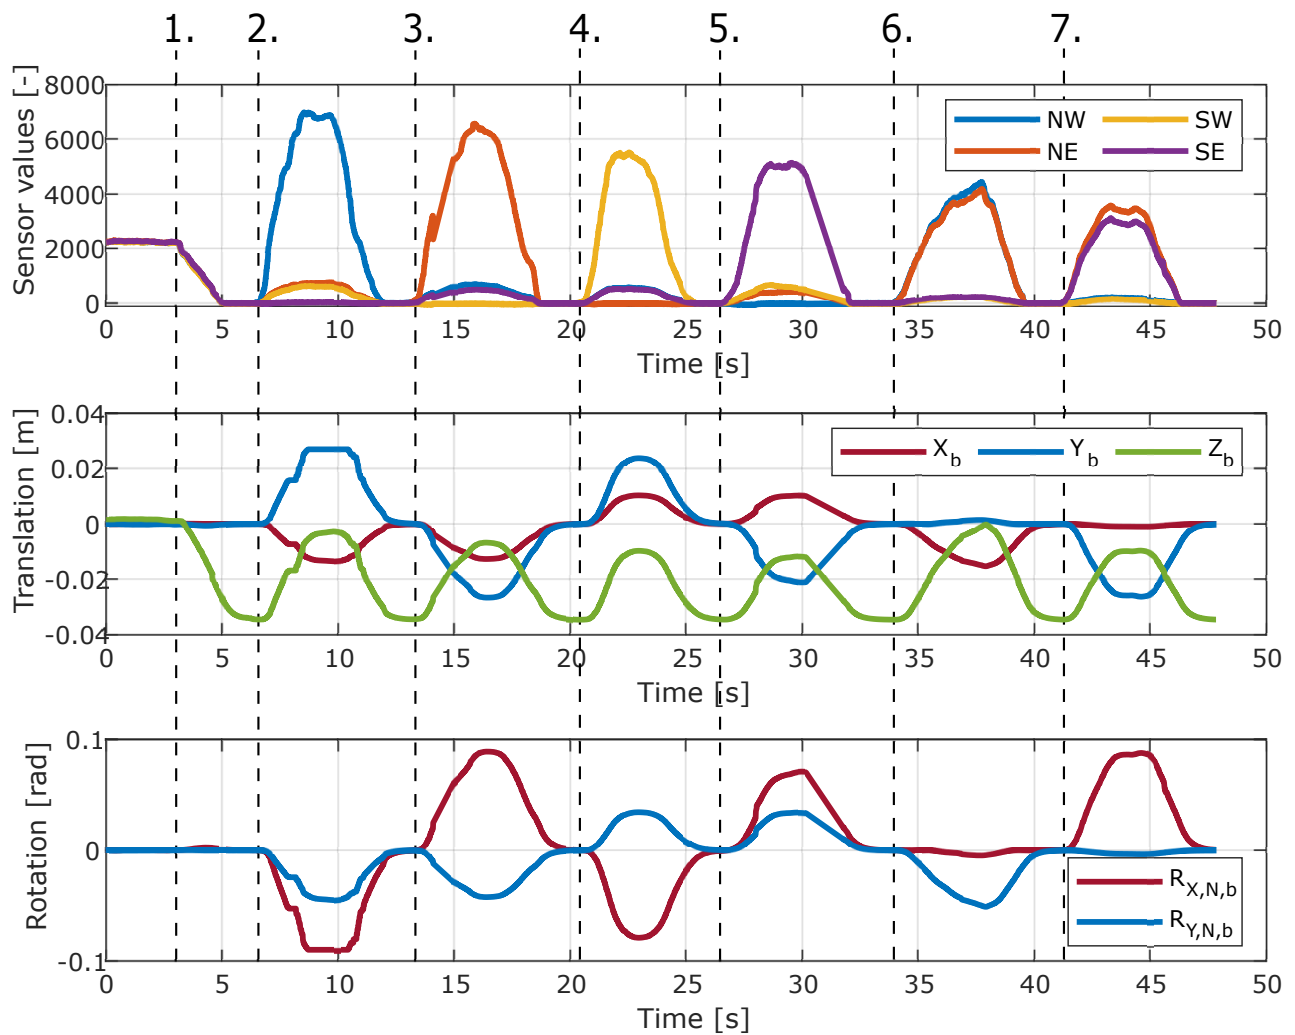 1. 2. 3. 4. 5. 6. 7.
Sensor values [-]
8000
6000
4000
2000
0
NW SW
NE SE
0 5 10 15 20 25 30 35 40 45 50
Time [s]
Translation [m]
0.04
0.02
0
-0.02
-0.04
X_b Y_b Z_b
0 5 10 15 20 25 30 35 40 45 50
Time [s]
Rotation [rad]
0.1
0
-0.1
R_X,N,b
R_Y,N,b
0 5 10 15 20 25 30 35 40 45 50
Time [s]